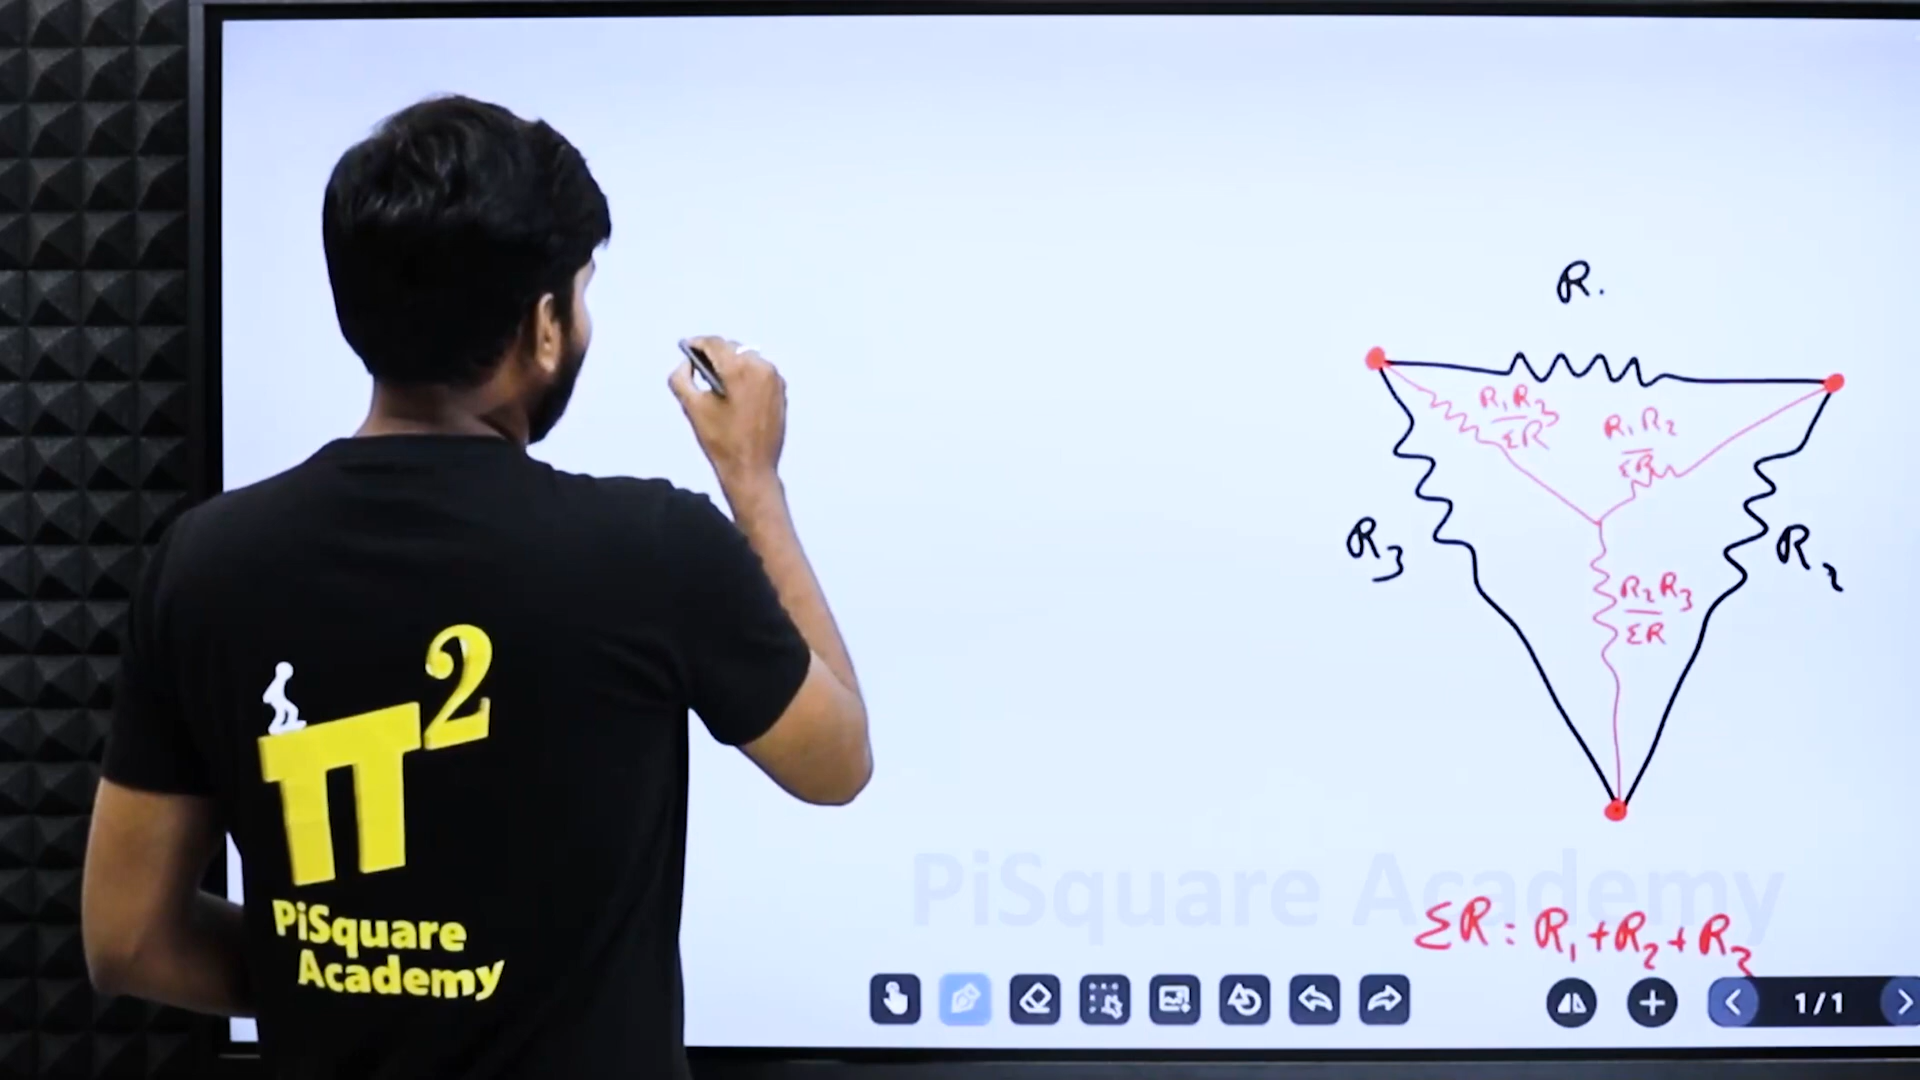 R.
R₁R₃
ΣR
R₁R₂
ΣR
R₃
R₂
R₂R₃
ΣR
π²
PiSquare
Academy
PiSquare Academy
ΣR: R₁+R₂+R₃
1/1